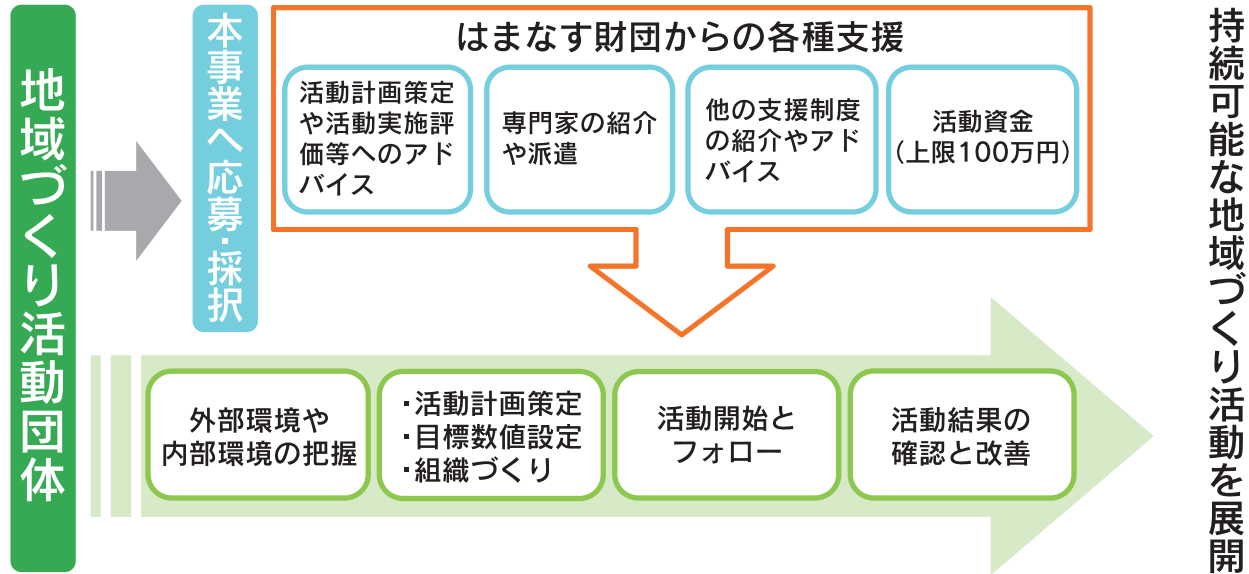 地域づくり活動団体
本事業へ応募・採択
はまなす財団からの各種支援
活動計画策定
や活動実施評
価等へのアド
バイス
専門家の紹介
や派遣
他の支援制度
の紹介やアド
バイス
活動資金
(上限100万円)
外部環境や
内部環境の把握
・活動計画策定
・目標数値設定
・組織づくり
活動開始と
フォロー
活動結果の
確認と改善
持続可能な地域づくり活動を展開